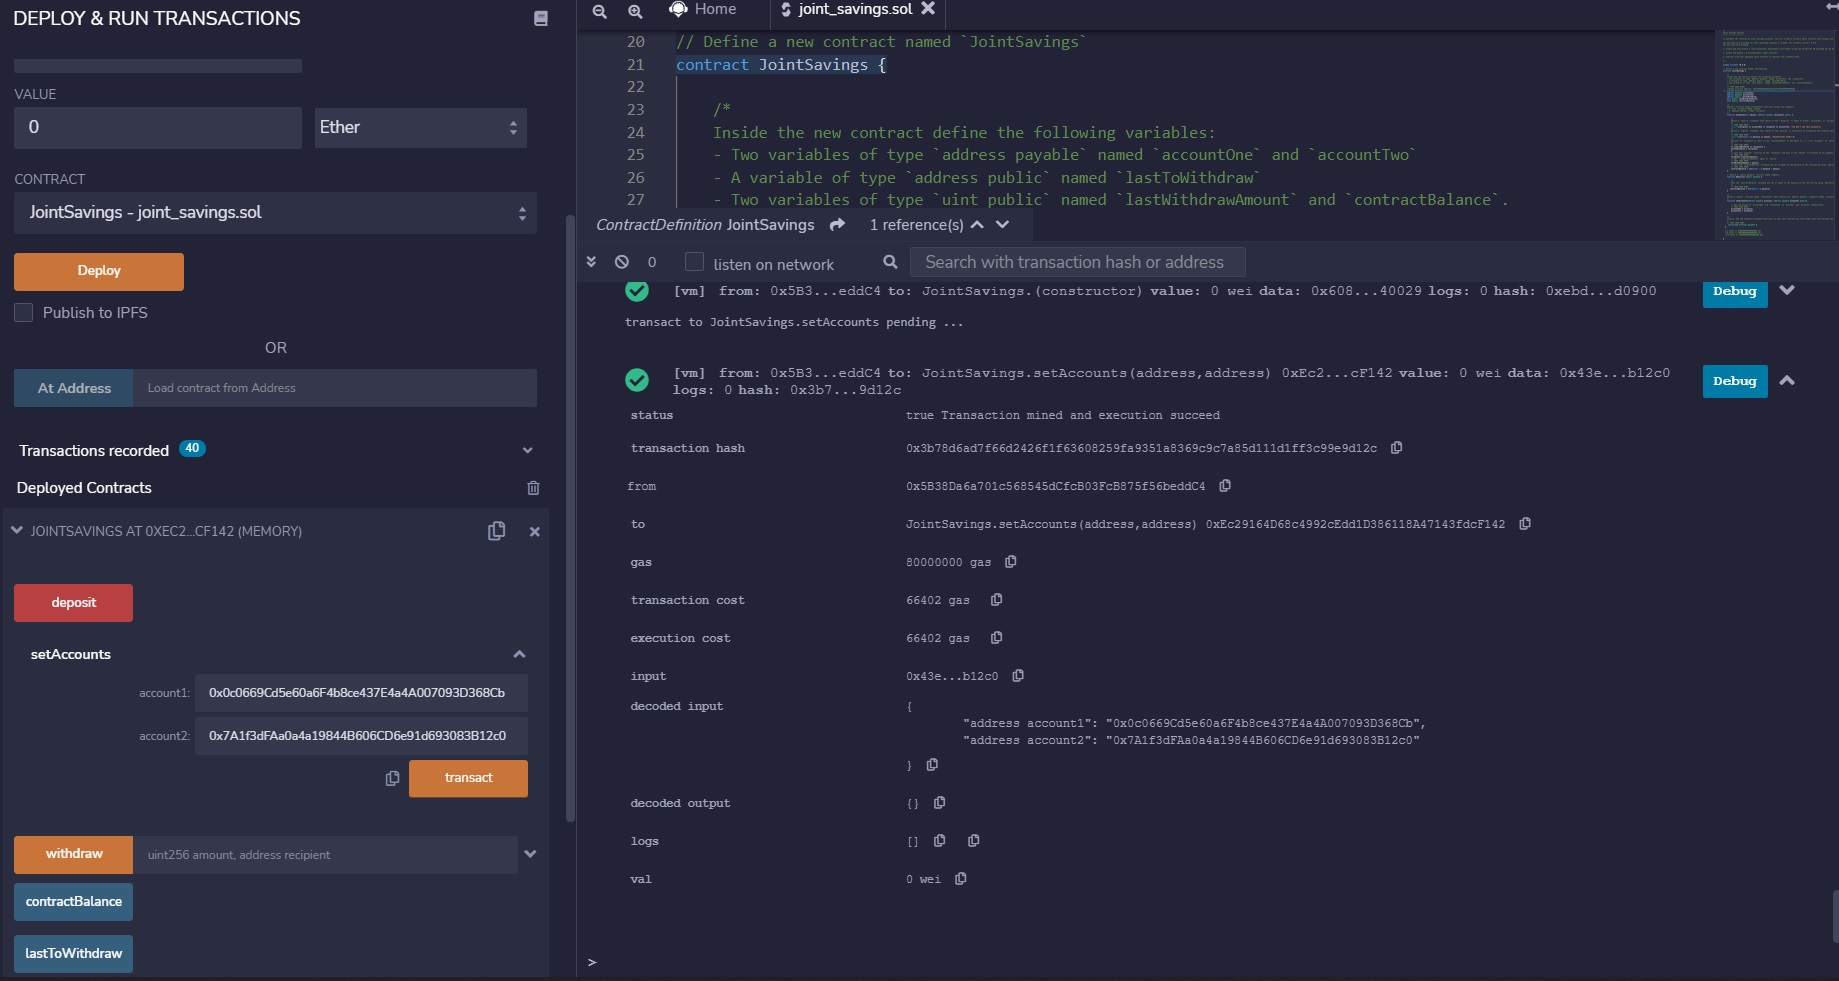 DEPLOY & RUN TRANSACTIONS
VALUE
0
Ether
CONTRACT
JointSavings - joint_savings.sol
Deploy
Publish to IPFS
OR
At Address
Load contract from Address
Transactions recorded 40
Deployed Contracts
JOINTSAVINGS AT 0XEC2...CF142 (MEMORY)
deposit
setAccounts
account1: 0x0c0669Cd5e60a6F4b8ce437E4a4A007093D368Cb
account2: 0x7A1f3dFAa0a4a19844B606CD6e91d693083B12c0
transact
withdraw
uint256 amount, address recipient
contractBalance
lastToWithdraw
Home
joint_savings.sol
20 // Define a new contract named `JointSavings`
21 contract JointSavings {
22
23 /*
24 Inside the new contract define the following variables:
25 - Two variables of type `address payable` named `accountOne` and `accountTwo`
26 - A variable of type `address public` named `lastToWithdraw`
27 - Two variables of type `uint public` named `lastWithdrawAmount` and `contractBalance`.
ContractDefinition JointSavings 1 reference(s)
0 listen on network Search with transaction hash or address
[vm] from: 0x5B3...eddC4 to: JointSavings.(constructor) value: 0 wei data: 0x608...40029 logs: 0 hash: 0xebd...d0900
Debug
transact to JointSavings.setAccounts pending ...
[vm] from: 0x5B3...eddC4 to: JointSavings.setAccounts(address,address) 0xEc2...cF142 value: 0 wei data: 0x43e...b12c0
logs: 0 hash: 0x3b7...9d12c
Debug
status true Transaction mined and execution succeed
transaction hash 0x3b78d6ad7f66d2426f1f63608259fa9351a8369c9c7a85d111d1ff3c99e9d12c
from 0x5B38Da6a701c568545dCfcB03FcB875f56beddC4
to JointSavings.setAccounts(address,address) 0xEc29164D68c4992cEdd1D386118A47143fdcF142
gas 80000000 gas
transaction cost 66402 gas
execution cost 66402 gas
input 0x43e...b12c0
decoded input {
"address account1": "0x0c0669Cd5e60a6F4b8ce437E4a4A007093D368Cb",
"address account2": "0x7A1f3dFAa0a4a19844B606CD6e91d693083B12c0"
}
decoded output {}
logs []
val 0 wei
>